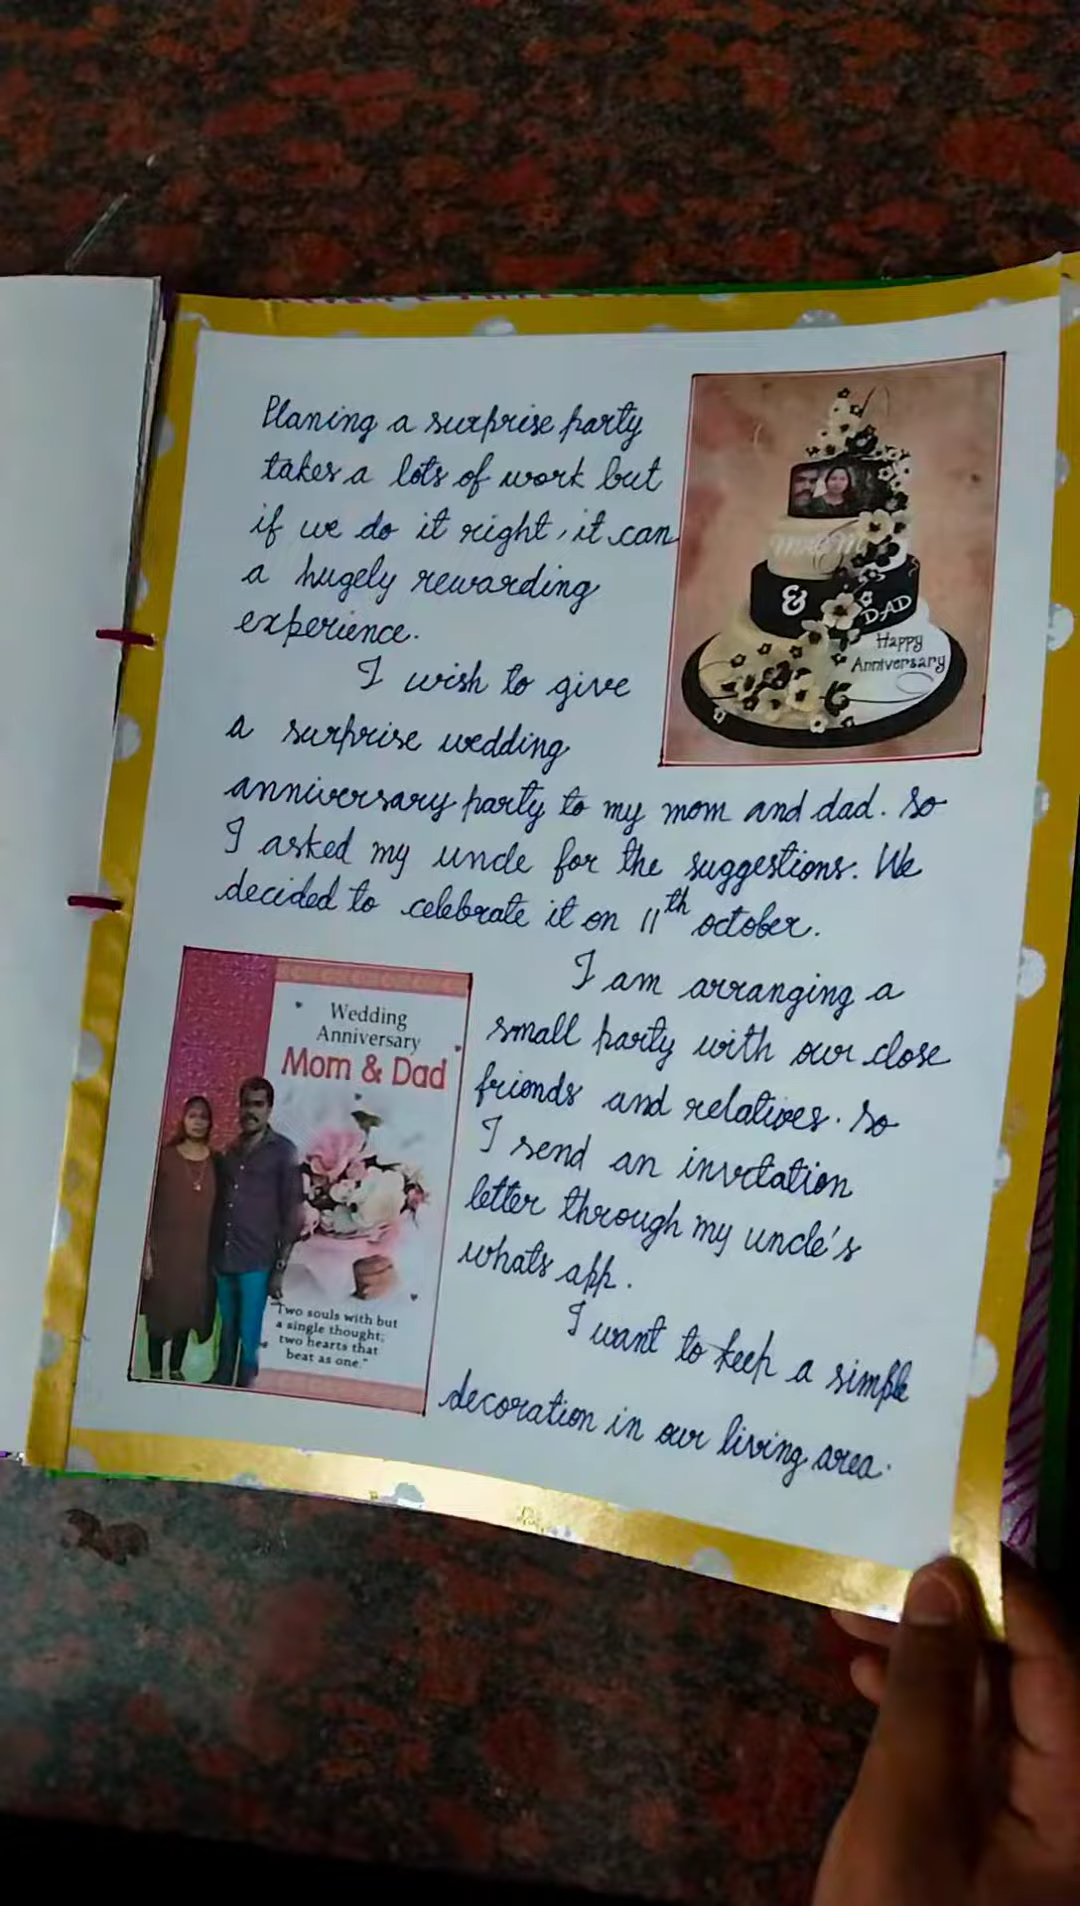 Planing a surprise party
takes a lots of work but
if we do it right, it can
a hugely rewarding
experience.
I wish to give
a surprise wedding
anniversary party to my mom and dad. So
I asked my uncle for the suggestions. We
decided to celebrate it on 11th october.
I am arranging a
small party with our close
friends and relatives. So
I send an invitation
letter through my uncle's
whats app.
I want to keep a simple
decoration in our living area.
&
DAD
Happy
Anniversary
Wedding
Anniversary
Mom & Dad
"Two souls with but
a single thought;
two hearts that
beat as one."